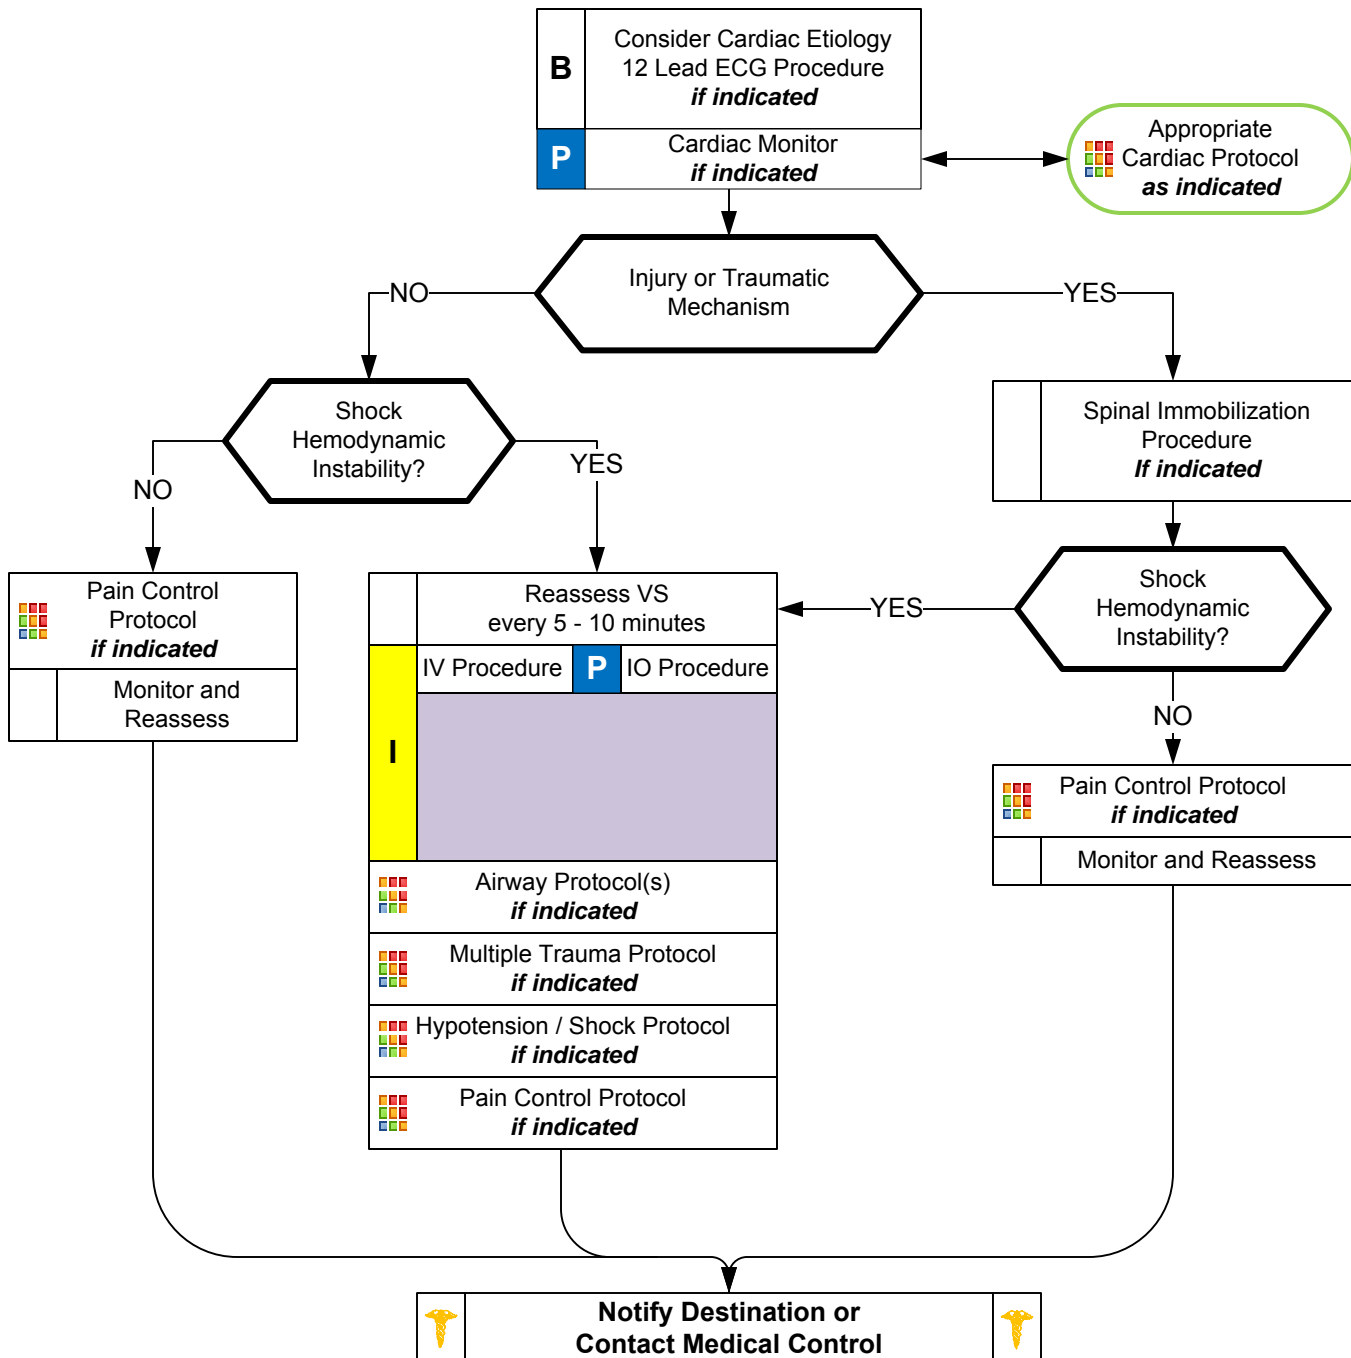 B
Consider Cardiac Etiology
12 Lead ECG Procedure
if indicated
P
Cardiac Monitor
if indicated
Appropriate
Cardiac Protocol
as indicated
Injury or Traumatic
Mechanism
NO
YES
Shock
Hemodynamic
Instability?
NO
YES
Spinal Immobilization
Procedure
If indicated
Shock
Hemodynamic
Instability?
YES
NO
Pain Control
Protocol
if indicated
Monitor and
Reassess
Reassess VS
every 5 - 10 minutes
I
IV Procedure
P
IO Procedure
Airway Protocol(s)
if indicated
Multiple Trauma Protocol
if indicated
Hypotension / Shock Protocol
if indicated
Pain Control Protocol
if indicated
Pain Control Protocol
if indicated
Monitor and Reassess
Notify Destination or
Contact Medical Control